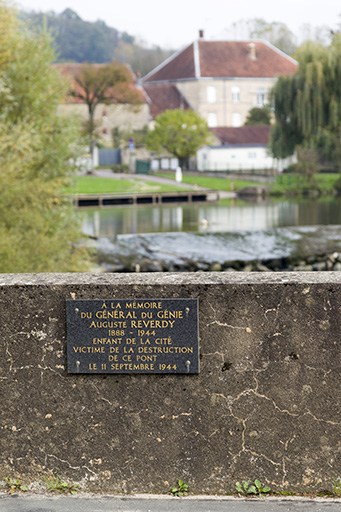 À LA MÉMOIRE
DU GÉNÉRAL DU GÉNIE
AUGUSTE REVERDY
1888 - 1944
ENFANT DE LA CITÉ
VICTIME DE LA DESTRUCTION
DE CE PONT
LE 11 SEPTEMBRE 1944